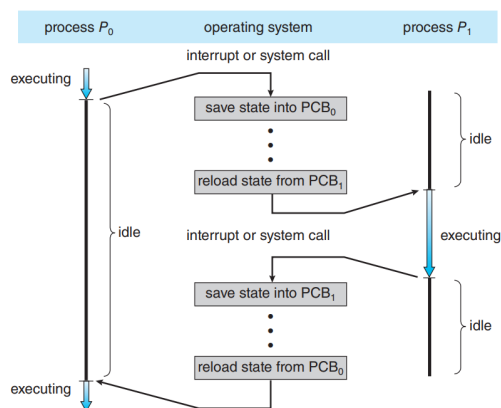 process P₀ operating system process P₁
interrupt or system call
executing
save state into PCB₀
idle
reload state from PCB₁
idle
interrupt or system call
executing
save state into PCB₁
idle
reload state from PCB₀
executing